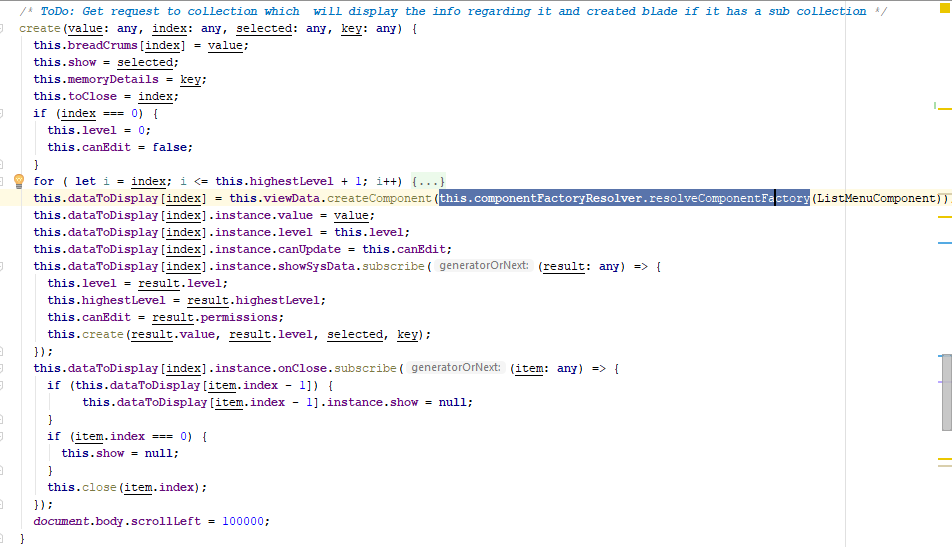 /* ToDo: Get request to collection which  will display the info regarding it and created blade if it has a sub collection */
create(value: any, index: any, selected: any, key: any) {
  this.breadCrums[index] = value;
  this.show = selected;
  this.memoryDetails = key;
  this.toClose = index;
  if (index === 0) {
    this.level = 0;
    this.canEdit = false;
  }
  for ( let i = index; i <= this.highestLevel + 1; i++) {...}
  this.dataToDisplay[index] = this.viewData.createComponent(this.componentFactoryResolver.resolveComponentFactory(ListMenuComponent))
  this.dataToDisplay[index].instance.value = value;
  this.dataToDisplay[index].instance.level = this.level;
  this.dataToDisplay[index].instance.canUpdate = this.canEdit;
  this.dataToDisplay[index].instance.showSysData.subscribe( generatorOrNext: (result: any) => {
    this.level = result.level;
    this.highestLevel = result.highestLevel;
    this.canEdit = result.permissions;
    this.create(result.value, result.level, selected, key);
  });
  this.dataToDisplay[index].instance.onClose.subscribe( generatorOrNext: (item: any) => {
    if (this.dataToDisplay[item.index - 1]) {
         this.dataToDisplay[item.index - 1].instance.show = null;
    }
    if (item.index === 0) {
      this.show = null;
    }
    this.close(item.index);
  });
  document.body.scrollLeft = 100000;
}